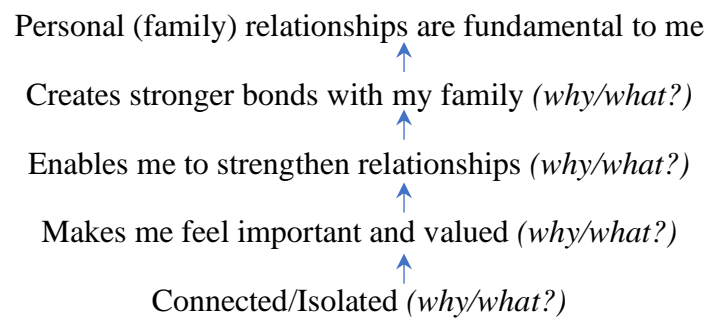 Personal (family) relationships are fundamental to me
Creates stronger bonds with my family (why/what?)
Enables me to strengthen relationships (why/what?)
Makes me feel important and valued (why/what?)
Connected/Isolated (why/what?)